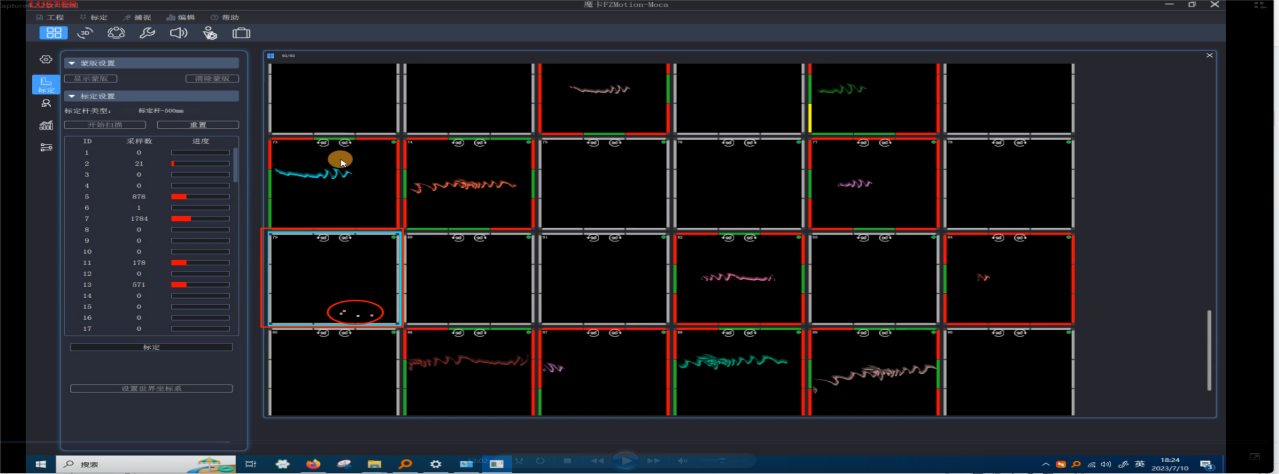 魔卡FZMotion-Moca
工程 标定 捕捉 编辑 帮助
3D
蒙版设置
显示蒙版 清除蒙版
标定
标定设置
标定杆类型: 标定杆-500mm
开始扫描 重置
ID 采样数 进度
1 0
2 21
3 0
4 0
5 878
6 1
7 1784
8 0
9 0
10 0
11 178
12 0
13 571
14 0
15 0
16 0
17 0
标定
设置世界坐标系
搜索
英
18:24
2023/7/10